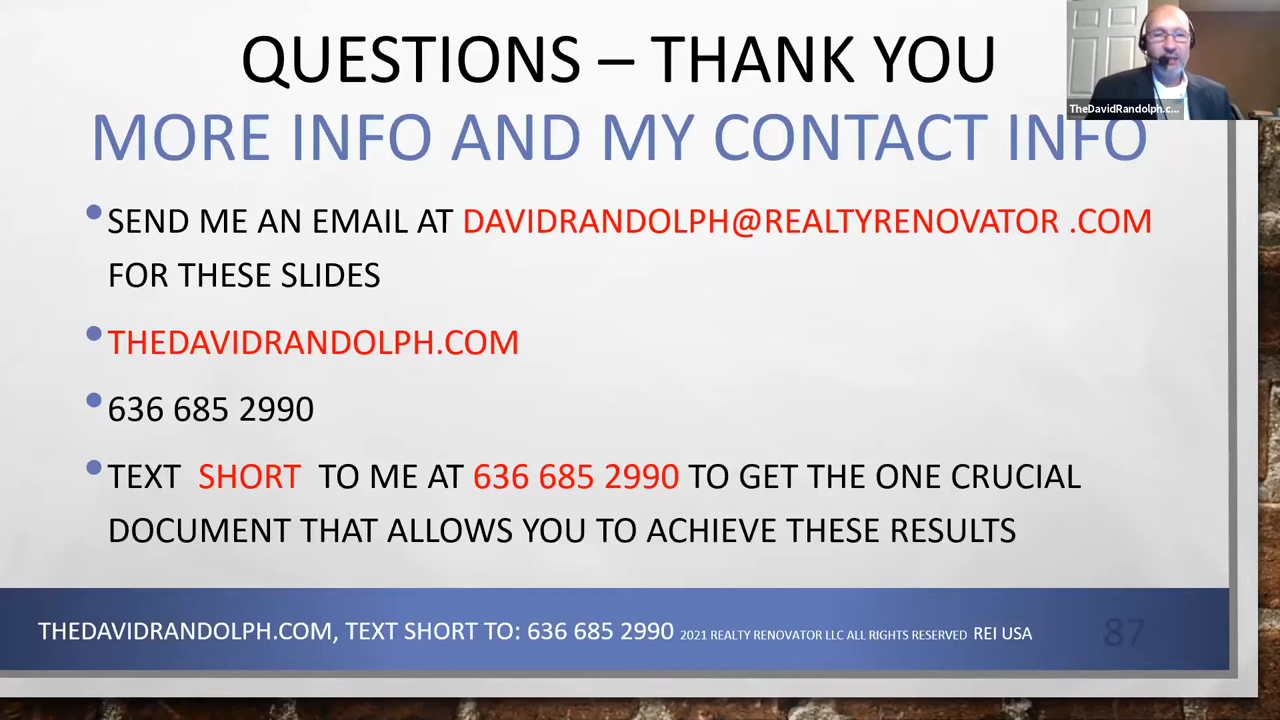 QUESTIONS – THANK YOU
MORE INFO AND MY CONTACT INFO
TheDavidRandolph.c...
•SEND ME AN EMAIL AT DAVIDRANDOLPH@REALTYRENOVATOR .COM
FOR THESE SLIDES
•THEDAVIDRANDOLPH.COM
•636 685 2990
•TEXT SHORT TO ME AT 636 685 2990 TO GET THE ONE CRUCIAL
DOCUMENT THAT ALLOWS YOU TO ACHIEVE THESE RESULTS
THEDAVIDRANDOLPH.COM, TEXT SHORT TO: 636 685 2990 2021 REALTY RENOVATOR LLC ALL RIGHTS RESERVED REI USA
87